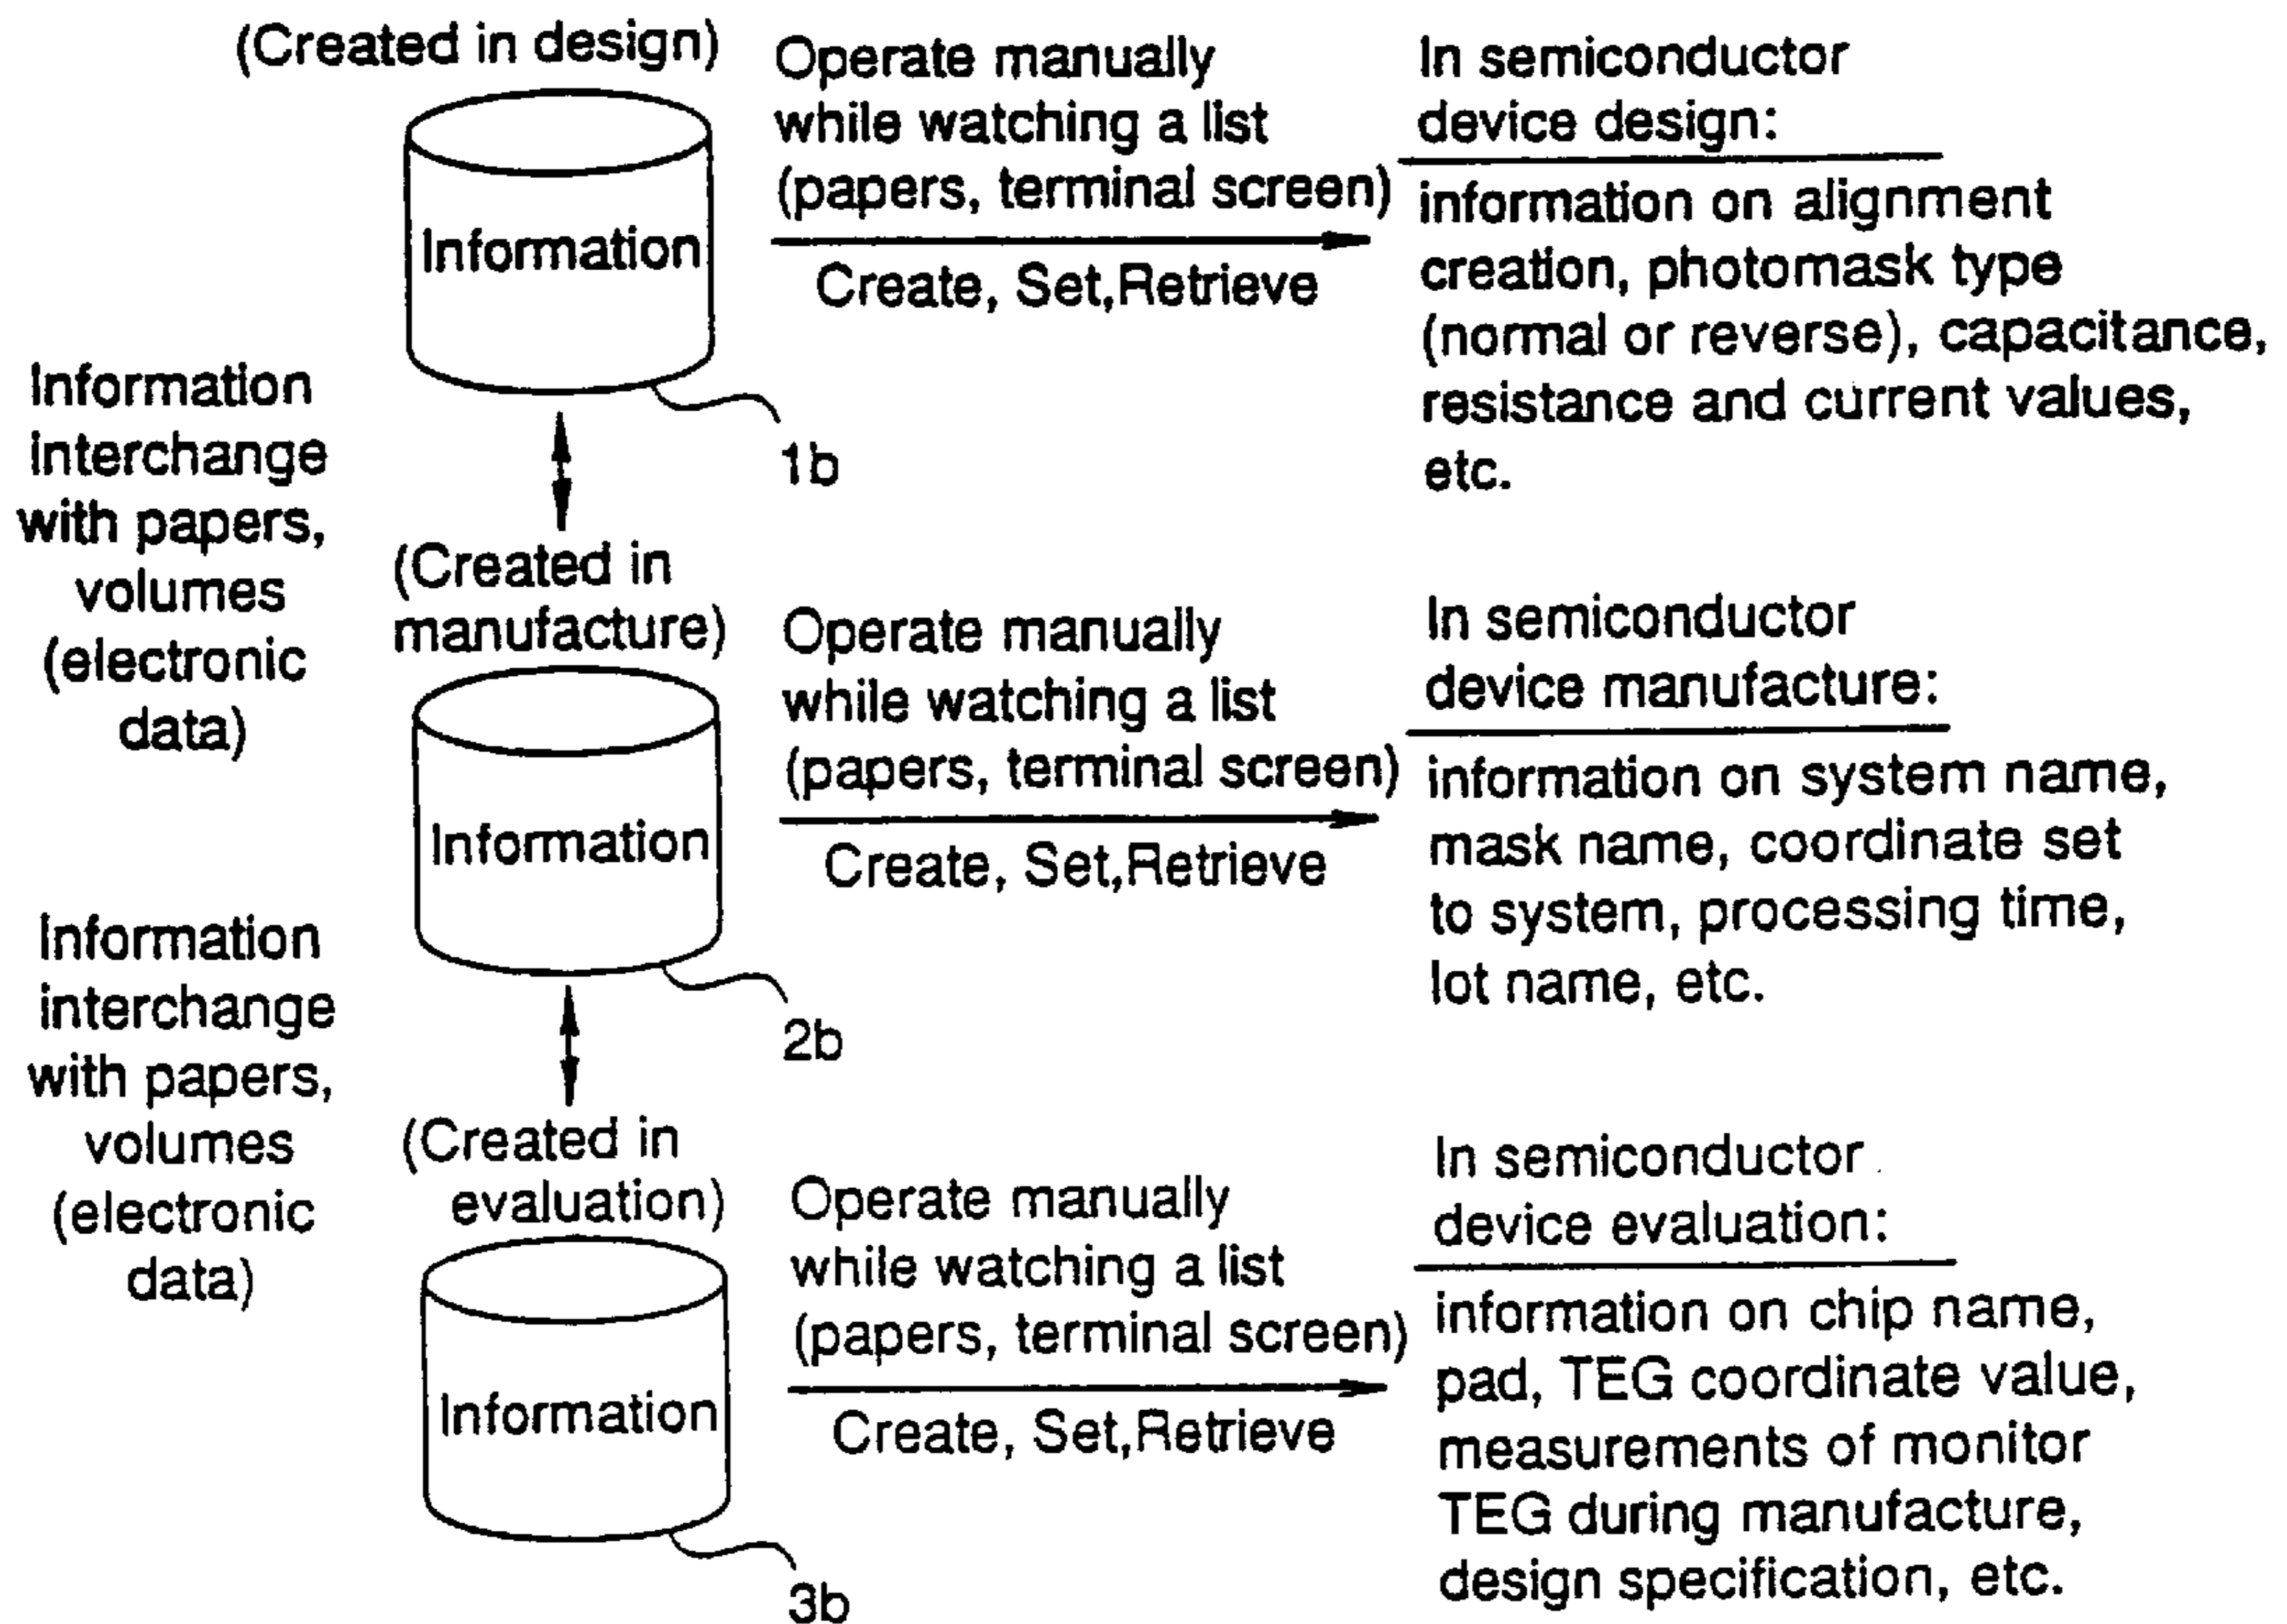 (Created in design)
Information
1b
Operate manually
while watching a list
(papers, terminal screen)
Create, Set,Retrieve
In semiconductor
device design:
information on alignment
creation, photomask type
(normal or reverse), capacitance,
resistance and current values,
etc.
Information
interchange
with papers,
volumes
(electronic
data)
(Created in
manufacture)
Information
2b
Operate manually
while watching a list
(papers, terminal screen)
Create, Set,Retrieve
In semiconductor
device manufacture:
information on system name,
mask name, coordinate set
to system, processing time,
lot name, etc.
Information
interchange
with papers,
volumes
(electronic
data)
(Created in
evaluation)
Information
3b
Operate manually
while watching a list
(papers, terminal screen)
Create, Set,Retrieve
In semiconductor
device evaluation:
information on chip name,
pad, TEG coordinate value,
measurements of monitor
TEG during manufacture,
design specification, etc.